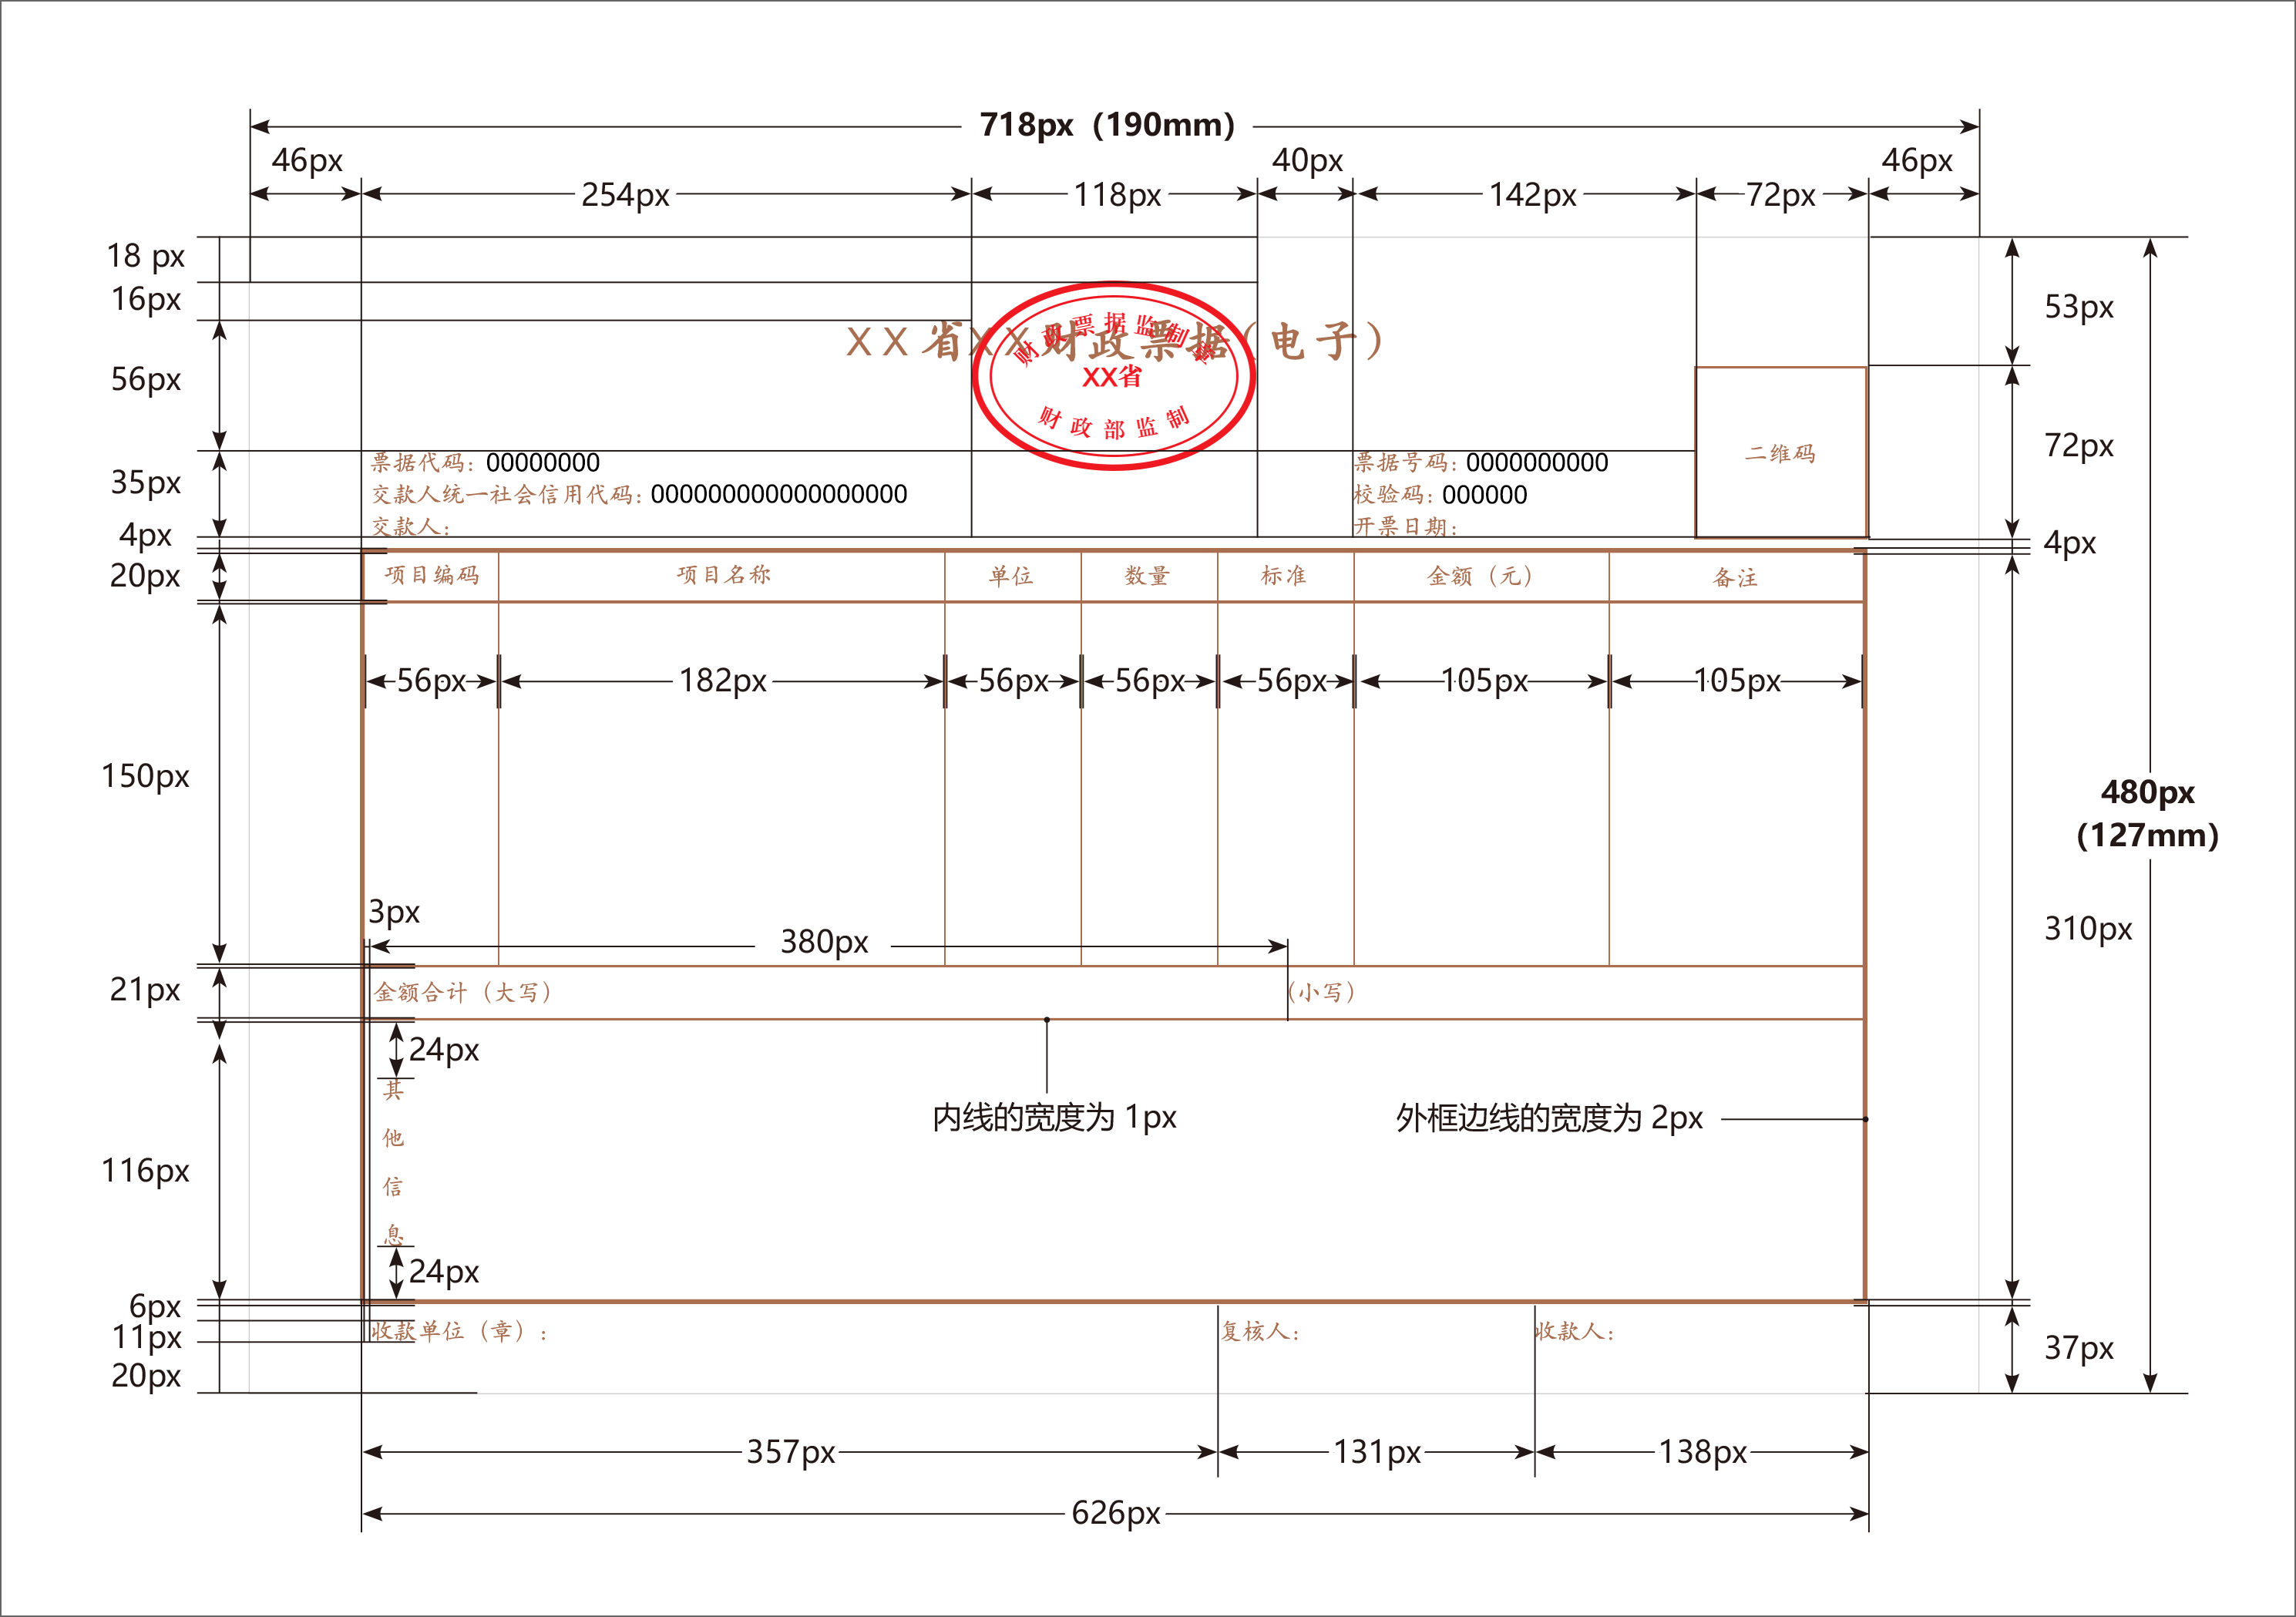 718px（190mm）
46px
40px
46px
254px
118px
142px
72px
18 px
16px
53px
财政票据监制章
XX省XX财政票据(电子)
XX省
56px
财政部监制
72px
二维码
票据代码：00000000
票据号码：0000000000
35px
交款人统一社会信用代码：000000000000000000
校验码：000000
4px
交款人：
开票日期：
4px
20px
项目编码
项目名称
单位
数量
标准
金额（元）
备注
56px
182px
56px
56px
56px
105px
105px
150px
480px
（127mm）
3px
380px
310px
21px
金额合计（大写）
（小写）
24px
其
他
信
息
内线的宽度为 1px
外框边线的宽度为 2px
116px
24px
6px
11px
收款单位（章）：
复核人：
收款人：
20px
37px
357px
131px
138px
626px